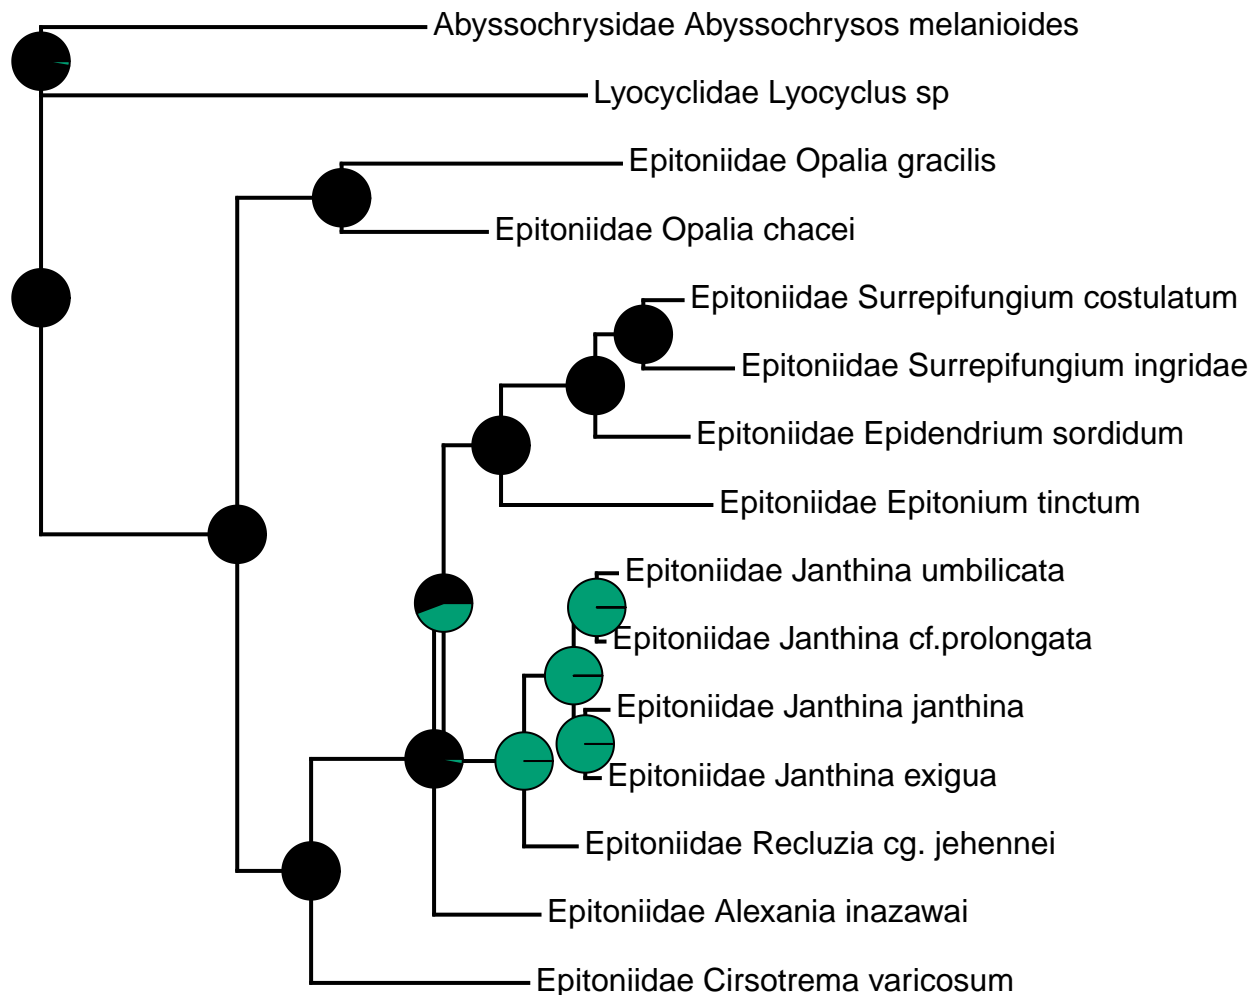 Abyssochrysidae Abyssochrysos melanioides
Lyocyclidae Lyocyclus sp
Epitoniidae Opalia gracilis
Epitoniidae Opalia chacei
Epitoniidae Surrepifungium costulatum
Epitoniidae Surrepifungium ingridae
Epitoniidae Epidendrium sordidum
Epitoniidae Epitonium tinctum
Epitoniidae Janthina umbilicata
Epitoniidae Janthina cf.prolongata
Epitoniidae Janthina janthina
Epitoniidae Janthina exigua
Epitoniidae Recluzia cg. jehennei
Epitoniidae Alexania inazawai
Epitoniidae Cirsotrema varicosum